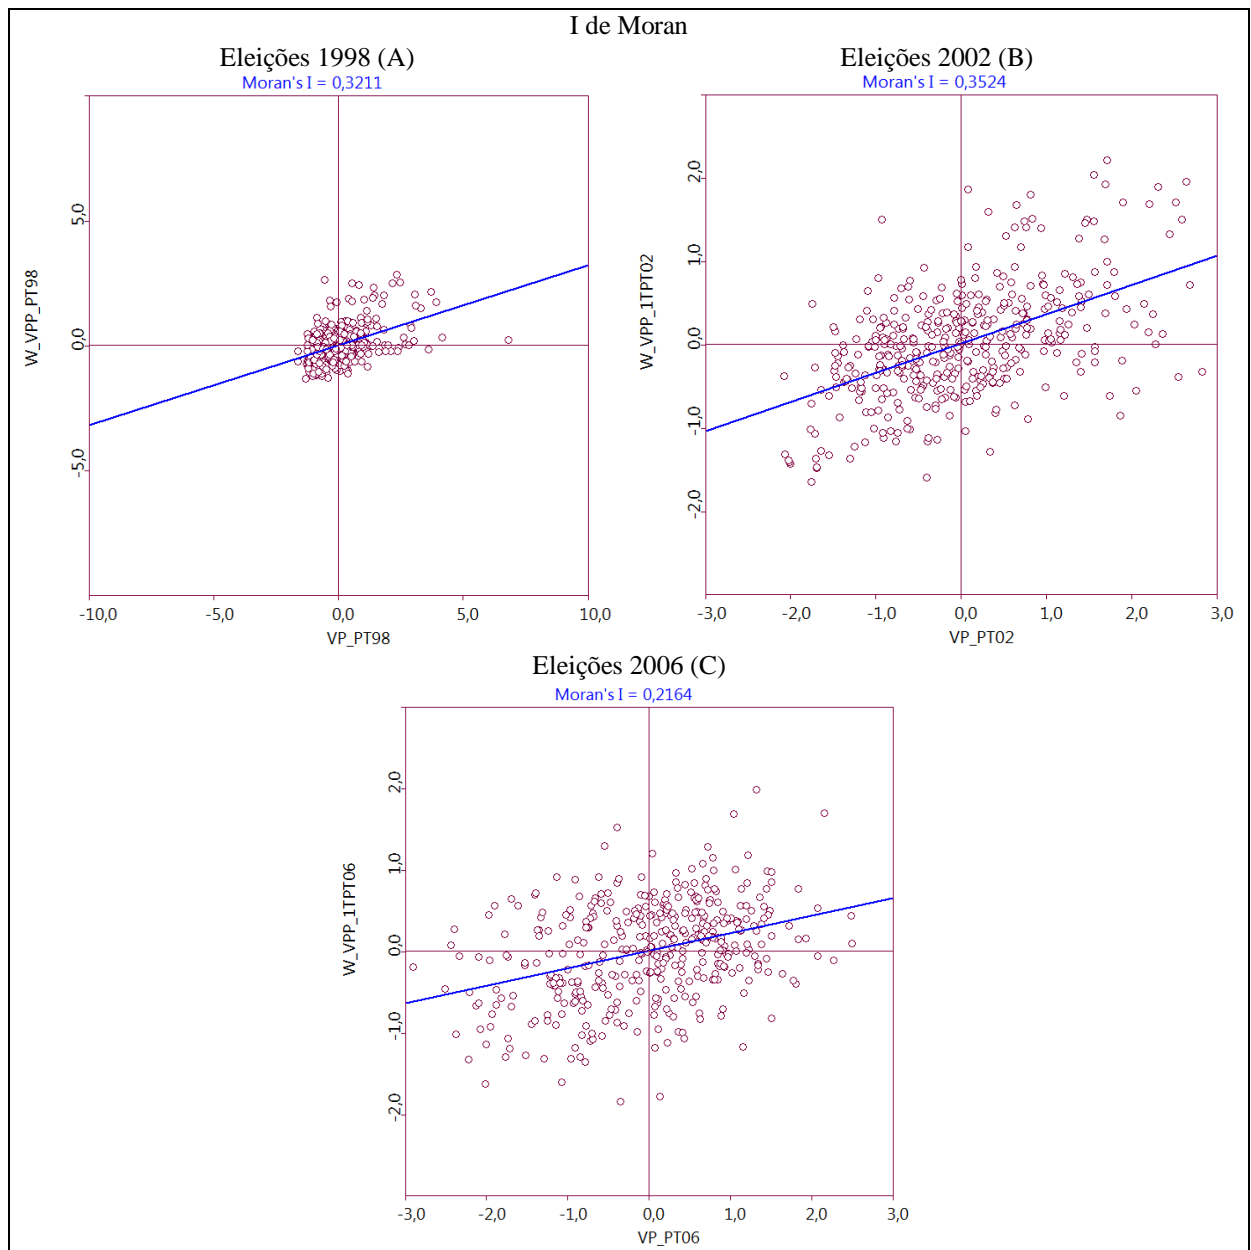 I de Moran
Eleições 1998 (A)
Moran's I = 0,3211
5,0
0,0
-5,0
W_VPP_PT98
-10,0 -5,0 0,0 5,0 10,0
VP_PT98
Eleições 2002 (B)
Moran's I = 0,3524
2,0
1,0
0,0
-1,0
-2,0
W_VPP_1TPT02
-3,0 -2,0 -1,0 0,0 1,0 2,0 3,0
VP_PT02
Eleições 2006 (C)
Moran's I = 0,2164
2,0
1,0
0,0
-1,0
-2,0
W_VPP_1TPT06
-3,0 -2,0 -1,0 0,0 1,0 2,0 3,0
VP_PT06